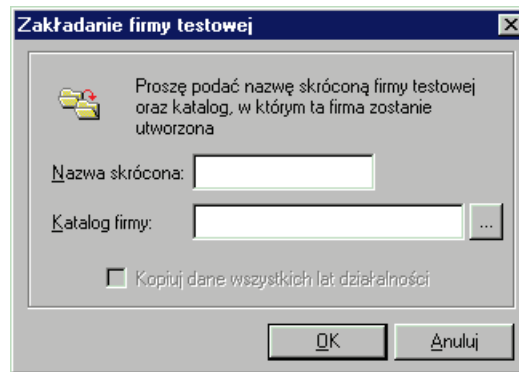 Zakładanie firmy testowej
Proszę podać nazwę skróconą firmy testowej
oraz katalog, w którym ta firma zostanie
utworzona
Nazwa skrócona:
Katalog firmy:
...
Kopiuj dane wszystkich lat działalności
OK
Anuluj